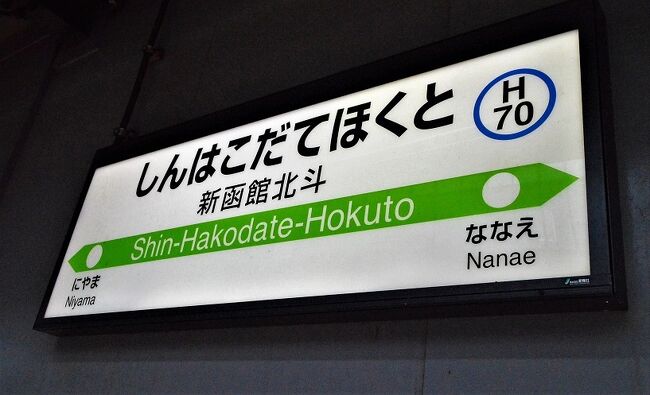 しんはこだてほくと
H
70
新函館北斗
Shin-Hakodate-Hokuto
にやま
Niyama
ななえ
Nanae